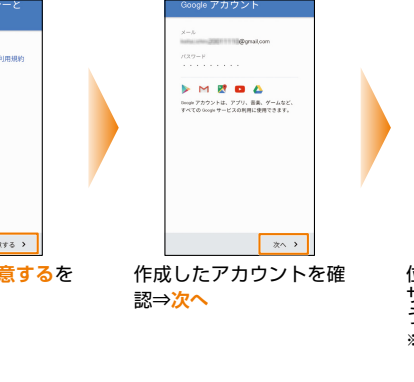 ーと
利用規約
する
意するを
Google アカウント
メール
@gmail.com
パスワード
Google アカウントは、アプリ、音楽、ゲームなど、
すべての Google サービスの利用に使用できます。
次へ
作成したアカウントを確
認⇒次へ